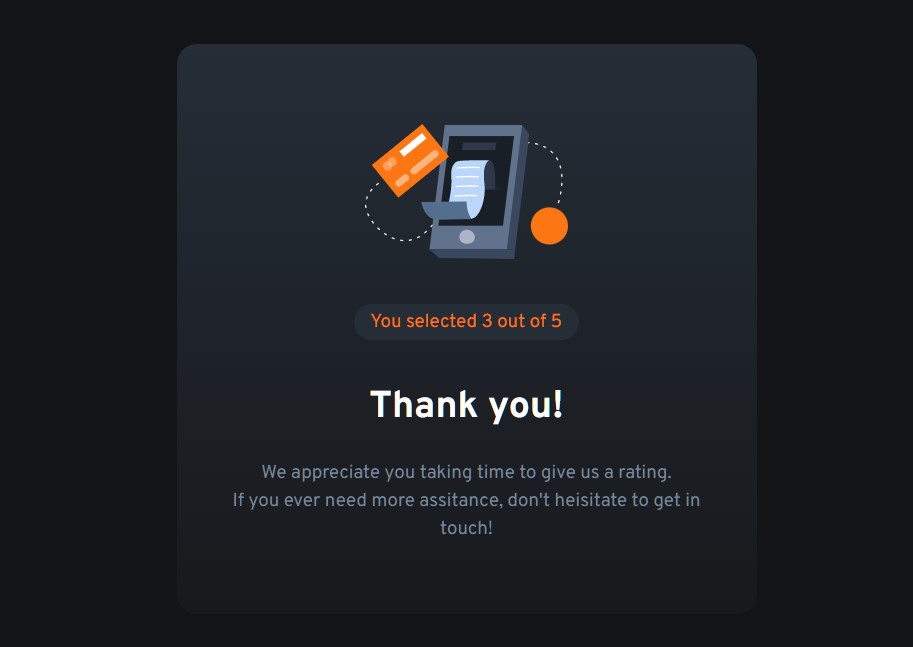 You selected 3 out of 5
Thank you!
We appreciate you taking time to give us a rating.
If you ever need more assitance, don't heisitate to get in
touch!